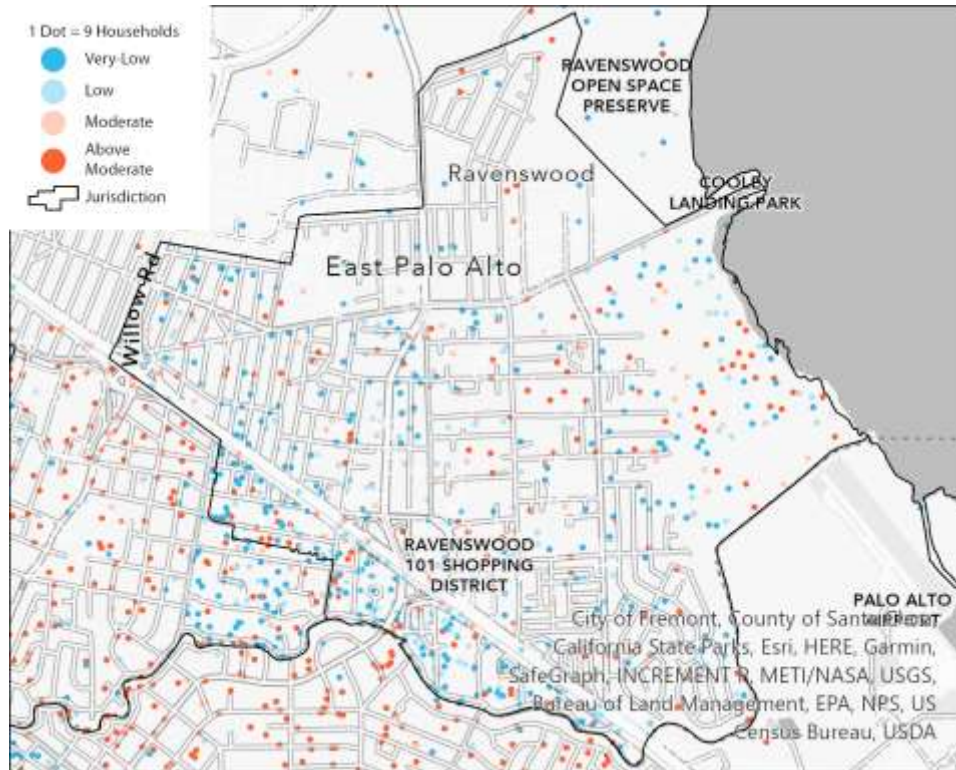 1 Dot = 9 Households
Very-Low
Low
Moderate
Above
Moderate
Jurisdiction
RAVENSWOOD
OPEN SPACE
PRESERVE
Ravenswood
COOLEY
LANDING PARK
East Palo Alto
Willow Rd
RAVENSWOOD
101 SHOPPING
DISTRICT
PALO ALTO
AIRPORT
City of Fremont, County of Santa Clara,
California State Parks, Esri, HERE, Garmin,
SafeGraph, INCREMENT P, METI/NASA, USGS,
Bureau of Land Management, EPA, NPS, US
Census Bureau, USDA